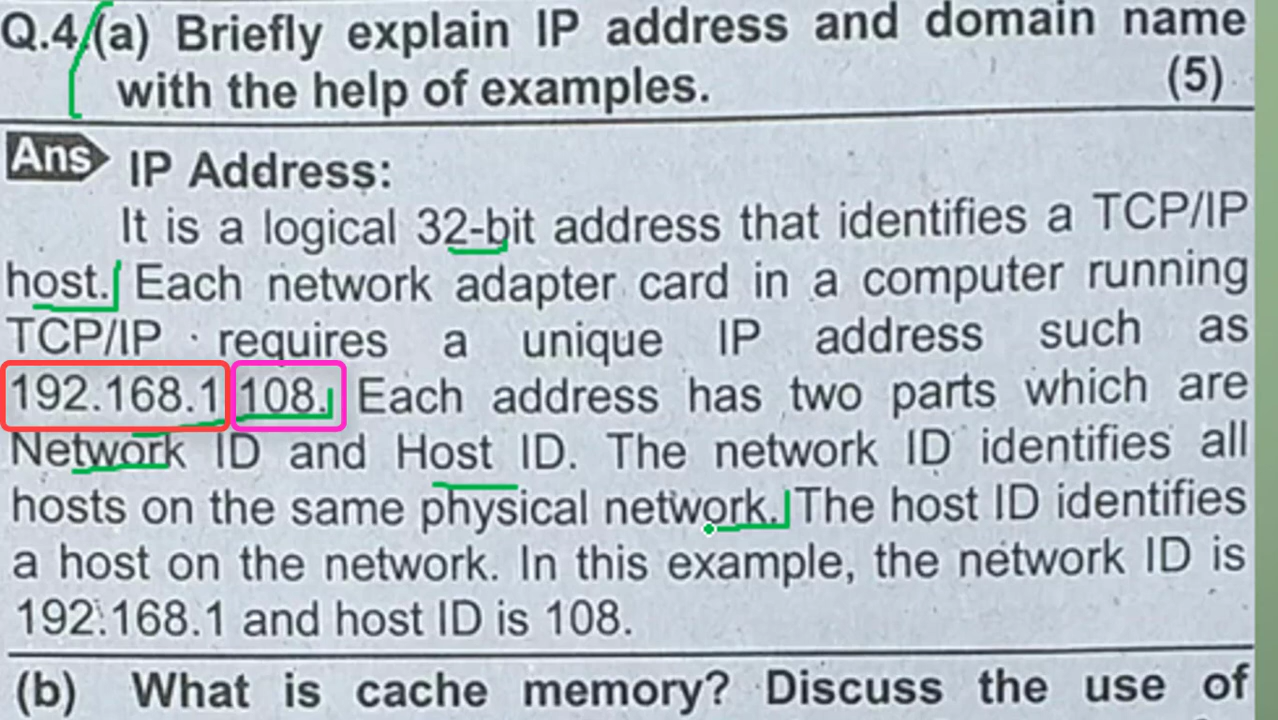 Q.4 (a) Briefly explain IP address and domain name
with the help of examples. (5)
Ans IP Address:
It is a logical 32-bit address that identifies a TCP/IP
host. Each network adapter card in a computer running
TCP/IP requires a unique IP address such as
192.168.1 108. Each address has two parts which are
Network ID and Host ID. The network ID identifies all
hosts on the same physical network. The host ID identifies
a host on the network. In this example, the network ID is
192.168.1 and host ID is 108.
(b) What is cache memory? Discuss the use of